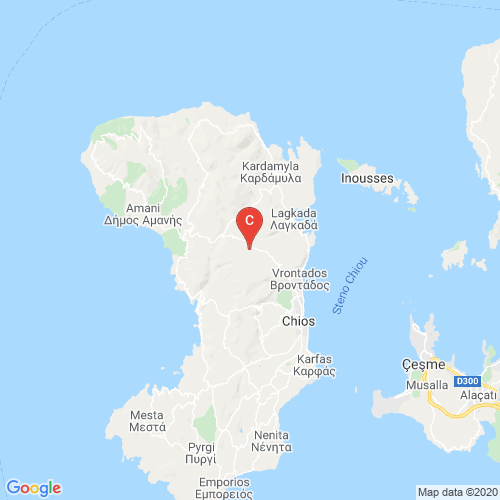 Kardamyla
Καρδάμυλα
Inousses
Amani
Δήμος Αμανής
Lagkada
Λαγκαδά
C
Vrontados
Βροντάδος
Steno Chiou
Chios
Karfas
Καρφάς
Çeşme
Musalla
D300
Alaçatı
Mesta
Μεστά
Pyrgi
Πυργί
Nenita
Νένητα
Emporios
Εμπορειός
Google
Map data ©2020